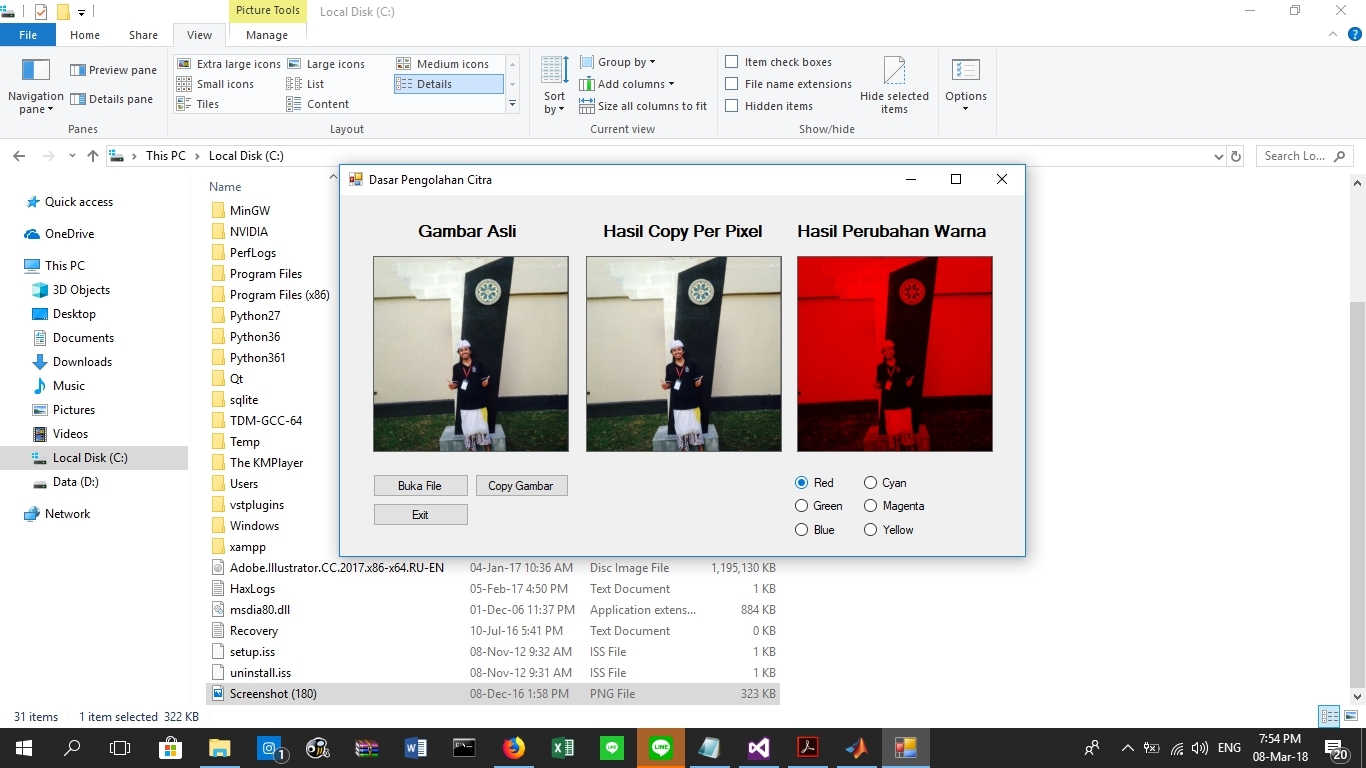 Picture Tools
Local Disk (C:)
File Home Share View Manage
Navigation pane
Preview pane
Details pane
Panes
Extra large icons Large icons Medium icons
Small icons List Details
Tiles Content
Layout
Sort by
Group by
Add columns
Size all columns to fit
Current view
Item check boxes
File name extensions
Hidden items
Hide selected items
Show/hide
Options
This PC Local Disk (C:)
Search Lo...
Quick access
OneDrive
This PC
3D Objects
Desktop
Documents
Downloads
Music
Pictures
Videos
Local Disk (C:)
Data (D:)
Network
Name
MinGW
NVIDIA
PerfLogs
Program Files
Program Files (x86)
Python27
Python36
Python361
Qt
sqlite
TDM-GCC-64
Temp
The KMPlayer
Users
vstplugins
Windows
xampp
Adobe.Illustrator.CC.2017.x86-x64.RU-EN 04-Jan-17 10:36 AM Disc Image File 1,195,130 KB
HaxLogs 05-Feb-17 4:50 PM Text Document 1 KB
msdia80.dll 01-Dec-06 11:37 PM Application extens... 884 KB
Recovery 10-Jul-16 5:41 PM Text Document 0 KB
setup.iss 08-Nov-12 9:32 AM ISS File 1 KB
uninstall.iss 08-Nov-12 9:31 AM ISS File 1 KB
Screenshot (180) 08-Dec-16 1:58 PM PNG File 323 KB
Dasar Pengolahan Citra
Gambar Asli Hasil Copy Per Pixel Hasil Perubahan Warna
Buka File Copy Gambar
Exit
Red Cyan
Green Magenta
Blue Yellow
31 items 1 item selected 322 KB
1
LINE
ENG
7:54 PM
08-Mar-18
20